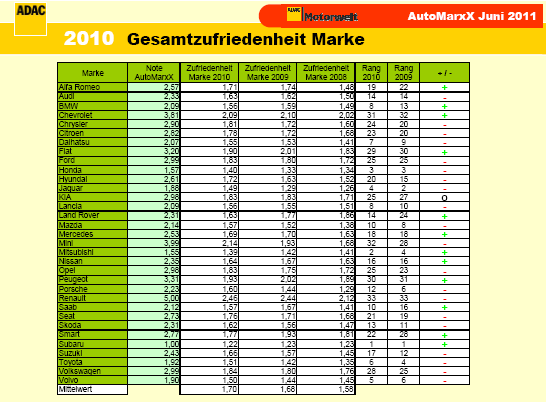 ADAC
ADAC Motorwelt
AutoMarxX Juni 2011
2010 Gesamtzufriedenheit Marke
Marke Note AutoMarxX Zufriedenheit Marke 2010 Zufriedenheit Marke 2009 Zufriedenheit Marke 2008 Rang 2010 Rang 2009 + / -
Alfa Romeo 2,57 1,71 1,74 1,48 19 22 +
Audi 2,33 1,63 1,62 1,50 14 14 -
BMW 2,09 1,56 1,59 1,49 8 13 +
Chevrolet 3,81 2,09 2,10 2,02 31 32 +
Chrysler 2,90 1,81 1,72 1,60 24 20 -
Citroen 2,82 1,78 1,72 1,68 23 20 -
Daihatsu 2,07 1,55 1,53 1,41 7 9 -
Fiat 3,20 1,90 2,01 1,83 29 30 +
Ford 2,99 1,83 1,80 1,72 25 25 -
Honda 1,57 1,40 1,33 1,34 3 3 -
Hyundai 2,61 1,72 1,63 1,52 20 15 -
Jaguar 1,88 1,49 1,29 1,26 4 2 -
KIA 2,98 1,83 1,83 1,71 25 27 O
Lancia 2,09 1,56 1,55 1,51 8 10 -
Land Rover 2,31 1,63 1,77 1,86 14 24 +
Mazda 2,14 1,57 1,52 1,38 10 8 -
Mercedes 2,53 1,69 1,70 1,63 18 18 +
Mini 3,99 2,14 1,93 1,68 32 28 -
Mitsubishi 1,55 1,39 1,42 1,41 2 4 +
Nissan 2,35 1,64 1,67 1,63 16 16 +
Opel 2,98 1,83 1,75 1,72 25 23 -
Peugeot 3,31 1,93 2,02 1,89 30 31 +
Porsche 2,23 1,60 1,44 1,29 12 6 -
Renault 5,00 2,46 2,44 2,12 33 33 -
Saab 2,12 1,57 1,67 1,41 10 16 +
Seat 2,73 1,76 1,71 1,68 21 19 -
Skoda 2,31 1,62 1,56 1,47 13 11 -
Smart 2,77 1,77 1,93 1,81 22 28 +
Subaru 1,00 1,22 1,23 1,23 1 1 +
Suzuki 2,43 1,66 1,57 1,45 17 12 -
Toyota 1,92 1,51 1,42 1,35 6 4 -
Volkswagen 2,99 1,84 1,80 1,76 28 25 -
Volvo 1,90 1,50 1,44 1,45 5 6 -
Mittelwert 1,70 1,68 1,58